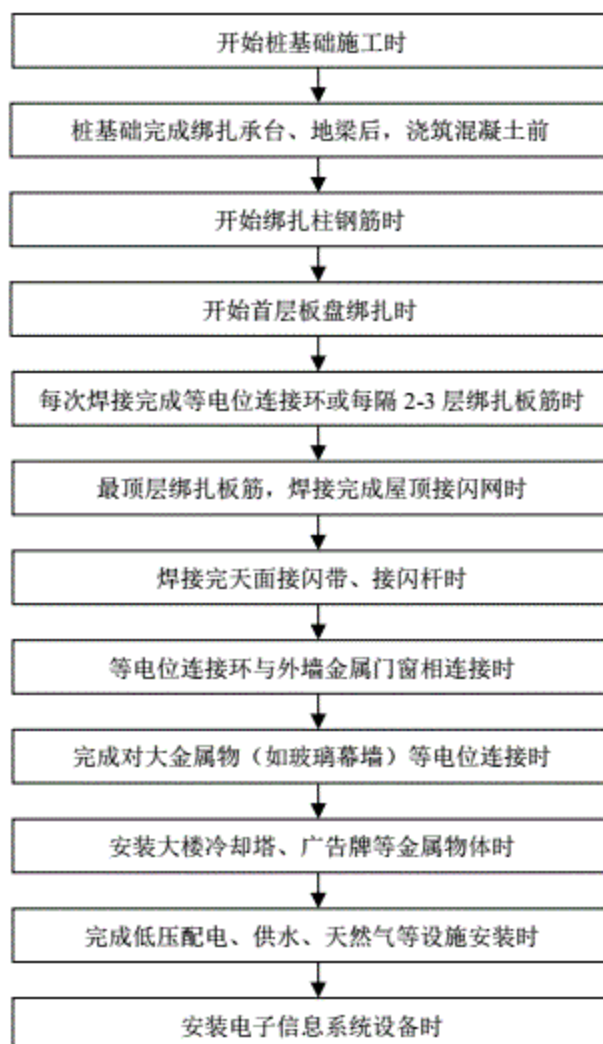 开始桩基础施工时
桩基础完成绑扎承台、地梁后，浇筑混凝土前
开始绑扎柱钢筋时
开始首层板盘绑扎时
每次焊接完成等电位连接环或每隔 2-3 层绑扎板筋时
最顶层绑扎板筋，焊接完成屋顶接闪网时
焊接完天面接闪带、接闪杆时
等电位连接环与外墙金属门窗相连接时
完成对大金属物（如玻璃幕墙）等电位连接时
安装大楼冷却塔、广告牌等金属物体时
完成低压配电、供水、天然气等设施安装时
安装电子信息系统设备时